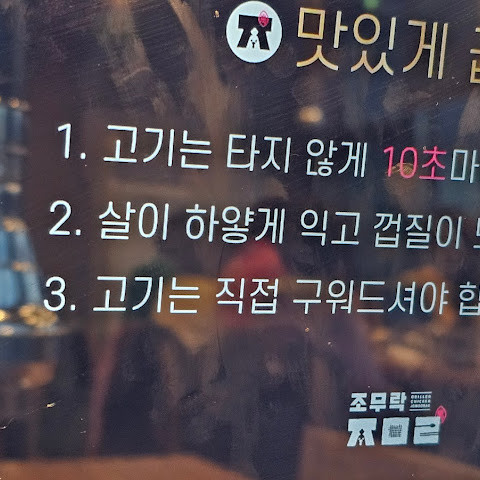 맛있게
1. 고기는 타지 않게 10초마
2. 살이 하얗게 익고 껍질이
3. 고기는 직접 구워드셔야 합
조무락